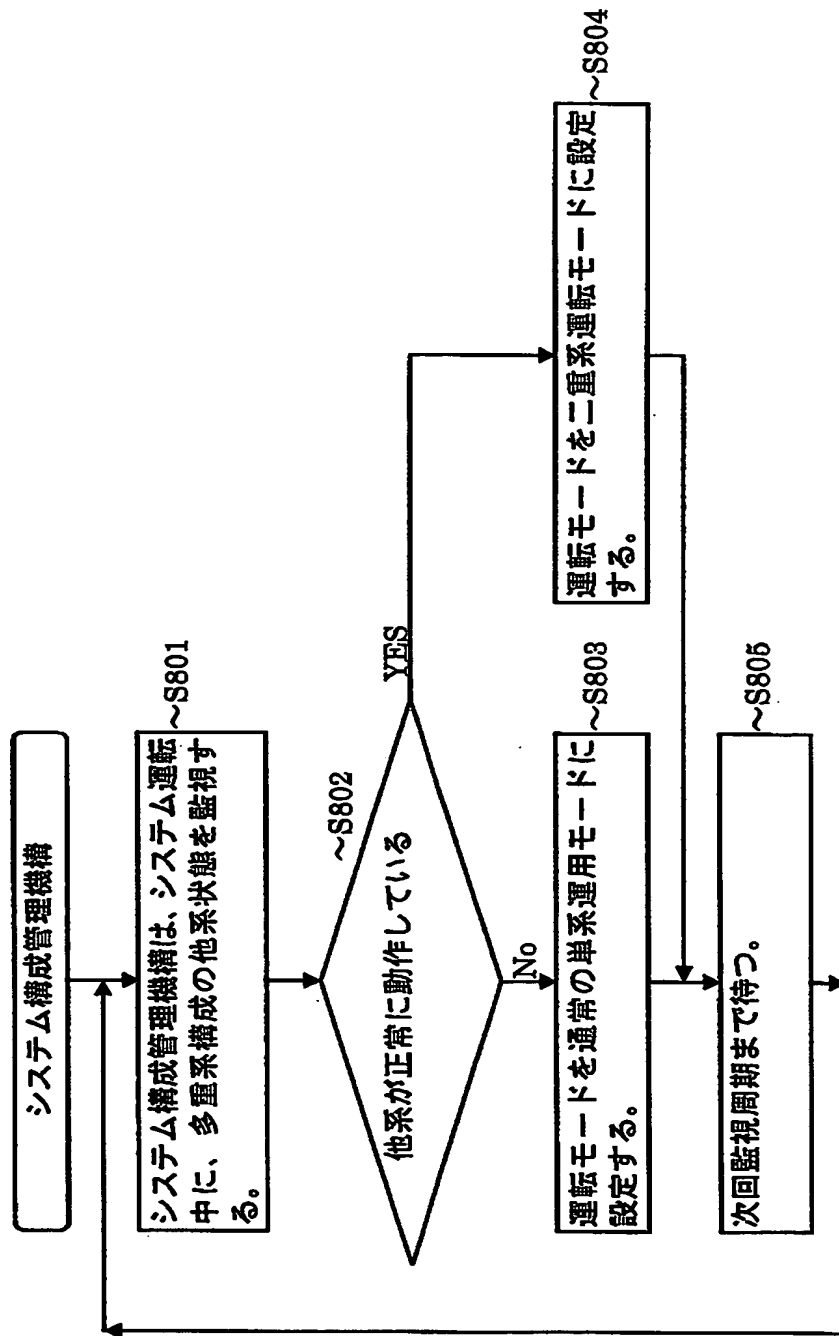 システム構成管理機構
システム構成管理機構は、システム運転
中に、多重系構成の他系状態を監視す
る。
~S801
他系が正常に動作している
~S802
YES
No
運転モードを通常の単系運用モードに
設定する。
~S803
運転モードを二重系運転モードに設定
する。
~S804
次回監視周期まで待つ。
~S805